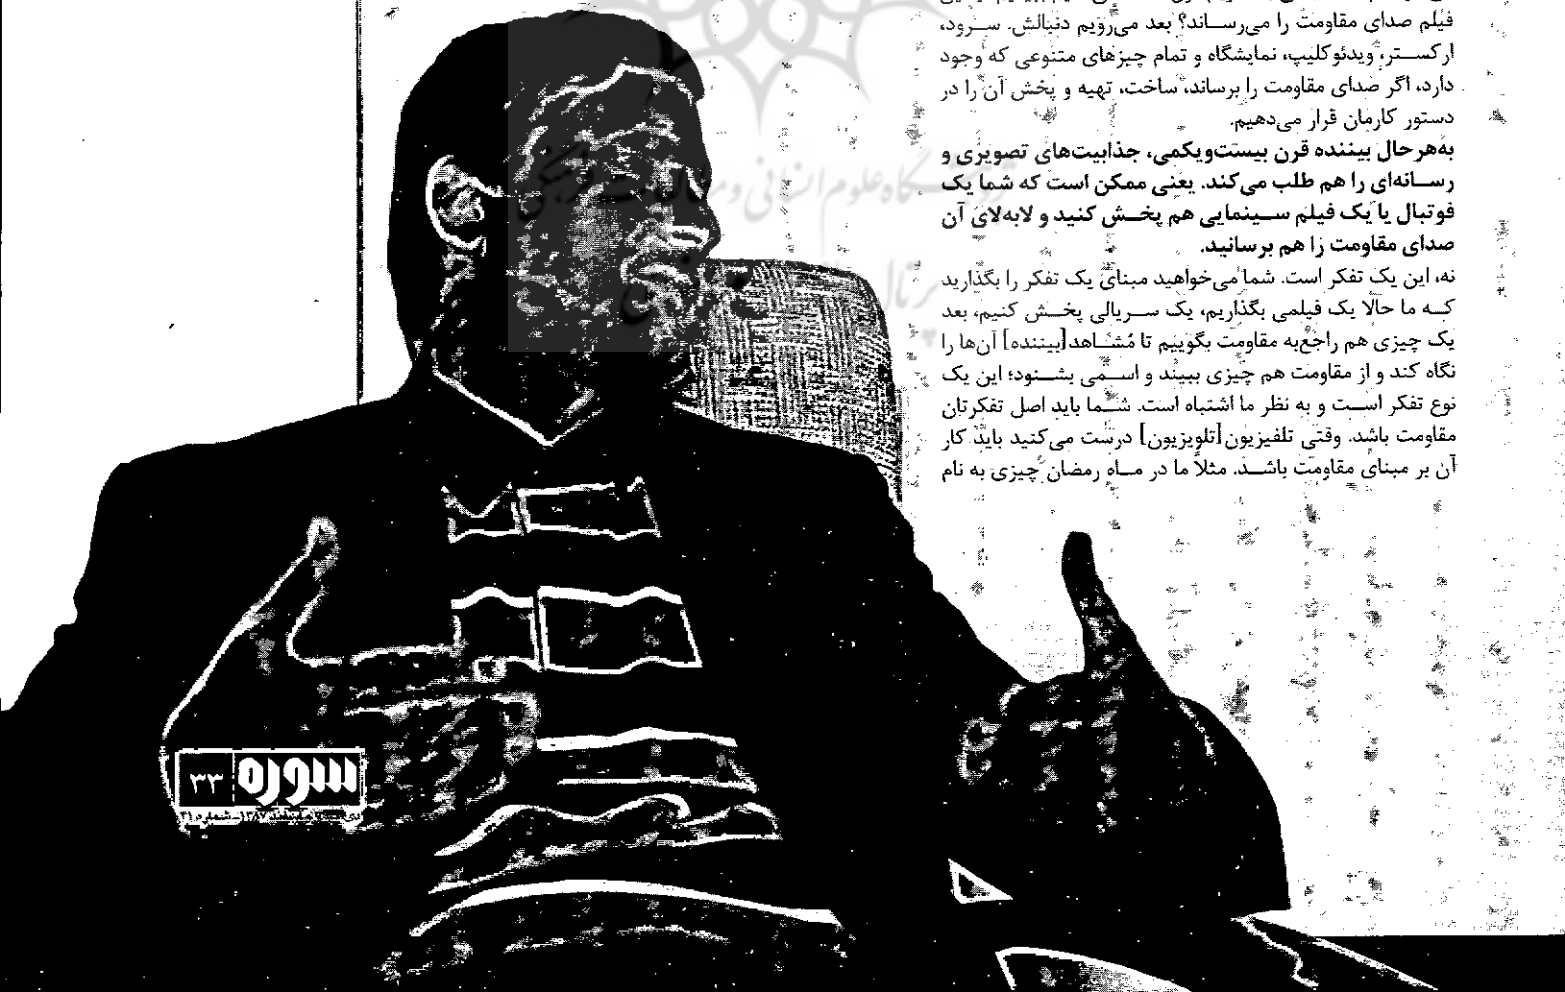 فیلم صدای مقاومت را می‌رساند؟ بعد می‌رویم دنبالش. سرود،
ارکستر، ویدئوکلیپ، نمایشگاه و تمام چیزهای متنوعی که وجود
دارد، اگر صدای مقاومت را برساند، ساخت، تهیه و پخش آن را در
دستور کارمان قرار می‌دهیم.
به‌هرحال بیننده قرن بیست‌ویکمی، جذابیت‌های تصویری و
رسانه‌ای را هم طلب می‌کند. یعنی ممکن است که شما یک
فوتبال یا یک فیلم سینمایی هم پخش کنید و لابه‌لای آن
صدای مقاومت را هم برسانید.
نه، این یک تفکر است. شما می‌خواهید مبنای یک تفکر را بگذارید
که ما حالا یک فیلمی بگذاریم، یک سریالی پخش کنیم، بعد
یک چیزی هم راجع‌به مقاومت بگوییم تا مُشاهد [بیننده] آن‌ها را
نگاه کند و از مقاومت هم چیزی ببیند و اسمی بشنود؛ این یک
نوع تفکر است و به نظر ما اشتباه است. شما باید اصل تفکرتان
مقاومت باشد. وقتی تلفیزیون [تلویزیون] درست می‌کنید باید کار
آن بر مبنای مقاومت باشد. مثلاً ما در ماه رمضان چیزی به نام
پژوهشگاه علوم انسانی و مطالعات فرهنگی
سوره ۳۳
شماره ۴۱